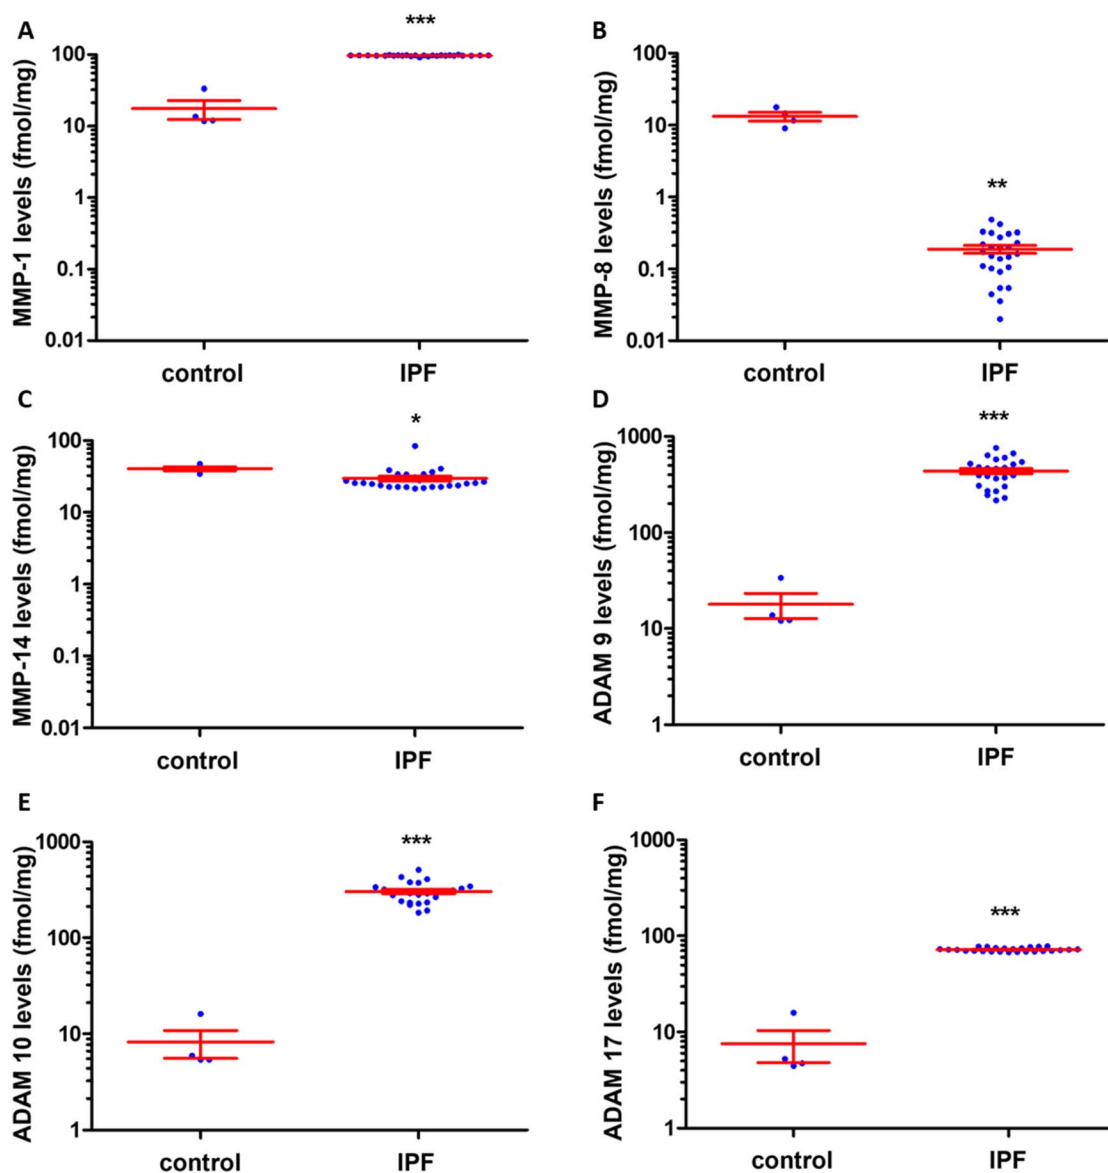 A
MMP-1 levels (fmol/mg)
100
10
1
0.1
0.01
***
control
IPF
B
MMP-8 levels (fmol/mg)
100
10
1
0.1
0.01
**
control
IPF
C
MMP-14 levels (fmol/mg)
100
10
1
0.1
0.01
*
control
IPF
D
ADAM 9 levels (fmol/mg)
1000
100
10
1
***
control
IPF
E
ADAM 10 levels (fmol/mg)
1000
100
10
1
***
control
IPF
F
ADAM 17 levels (fmol/mg)
1000
100
10
1
***
control
IPF